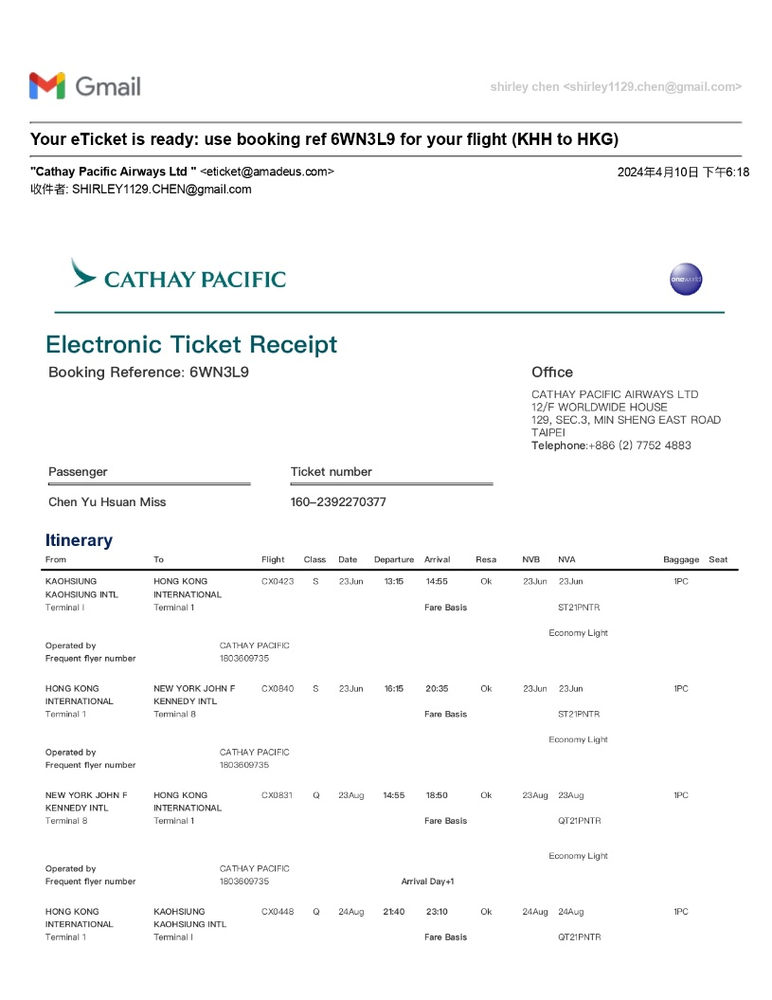 Gmail
shirley chen <shirley1129.chen@gmail.com>
Your eTicket is ready: use booking ref 6WN3L9 for your flight (KHH to HKG)
"Cathay Pacific Airways Ltd " <eticket@amadeus.com> 2024年4月10日 下午6:18
收件者: SHIRLEY1129.CHEN@gmail.com
CATHAY PACIFIC
oneworld
Electronic Ticket Receipt
Booking Reference: 6WN3L9
Office
CATHAY PACIFIC AIRWAYS LTD
12/F WORLDWIDE HOUSE
129, SEC.3, MIN SHENG EAST ROAD
TAIPEI
Telephone:+886 (2) 7752 4883
Passenger Ticket number
Chen Yu Hsuan Miss 160–2392270377
Itinerary
From To Flight Class Date Departure Arrival Resa NVB NVA Baggage Seat
KAOHSIUNG HONG KONG CX0423 S 23Jun 13:15 14:55 Ok 23Jun 23Jun 1PC
KAOHSIUNG INTL INTERNATIONAL
Terminal I Terminal 1 Fare Basis ST21PNTR
Economy Light
Operated by CATHAY PACIFIC
Frequent flyer number 1803609735
HONG KONG NEW YORK JOHN F CX0840 S 23Jun 16:15 20:35 Ok 23Jun 23Jun 1PC
INTERNATIONAL KENNEDY INTL
Terminal 1 Terminal 8 Fare Basis ST21PNTR
Economy Light
Operated by CATHAY PACIFIC
Frequent flyer number 1803609735
NEW YORK JOHN F HONG KONG CX0831 Q 23Aug 14:55 18:50 Ok 23Aug 23Aug 1PC
KENNEDY INTL INTERNATIONAL
Terminal 8 Terminal 1 Fare Basis QT21PNTR
Economy Light
Operated by CATHAY PACIFIC
Frequent flyer number 1803609735 Arrival Day+1
HONG KONG KAOHSIUNG CX0448 Q 24Aug 21:40 23:10 Ok 24Aug 24Aug 1PC
INTERNATIONAL KAOHSIUNG INTL
Terminal 1 Terminal I Fare Basis QT21PNTR